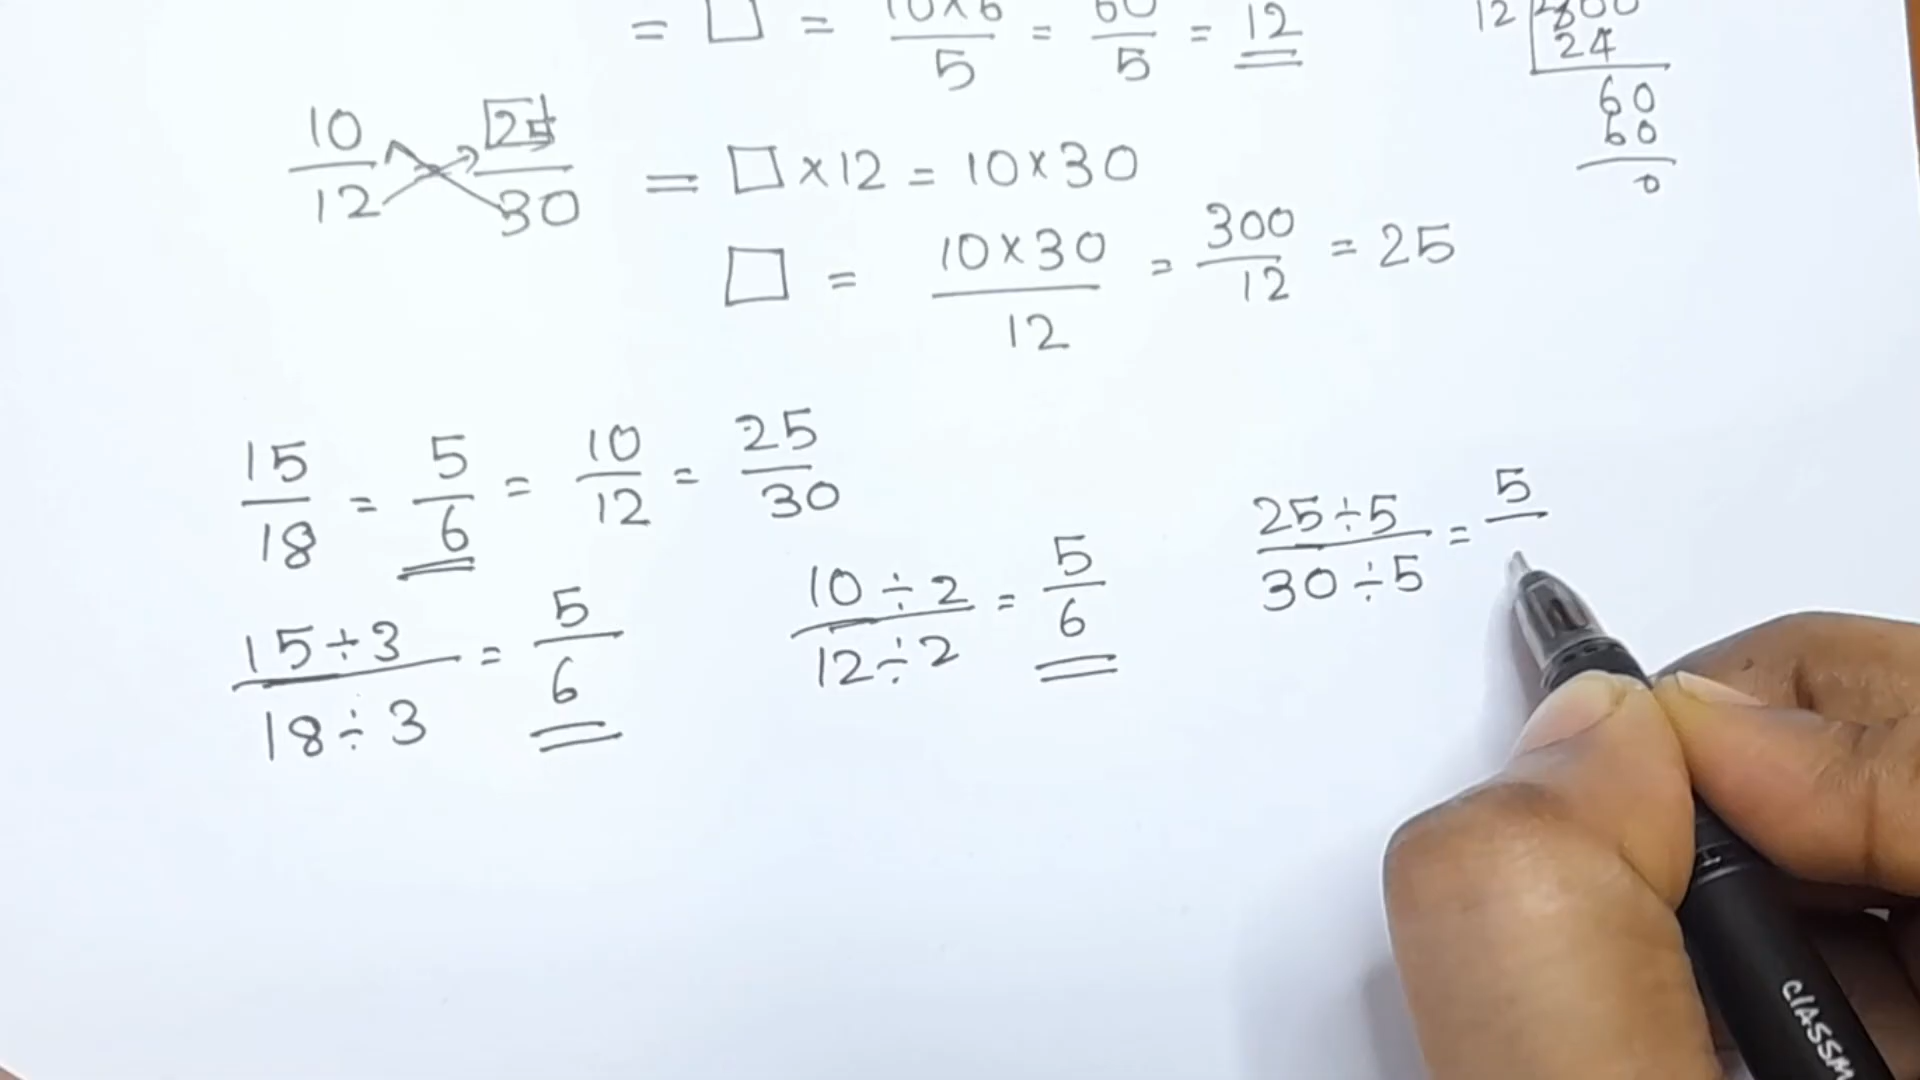 = □ = 10×6/5 = 60/5 = 12
12 300
24
60
60
0
10/12 25/30 = □ × 12 = 10 × 30
□ = 10×30/12 = 300/12 = 25
15/18 = 5/6 = 10/12 = 25/30
15÷3/18÷3 = 5/6
10÷2/12÷2 = 5/6
25÷5/30÷5 = 5/